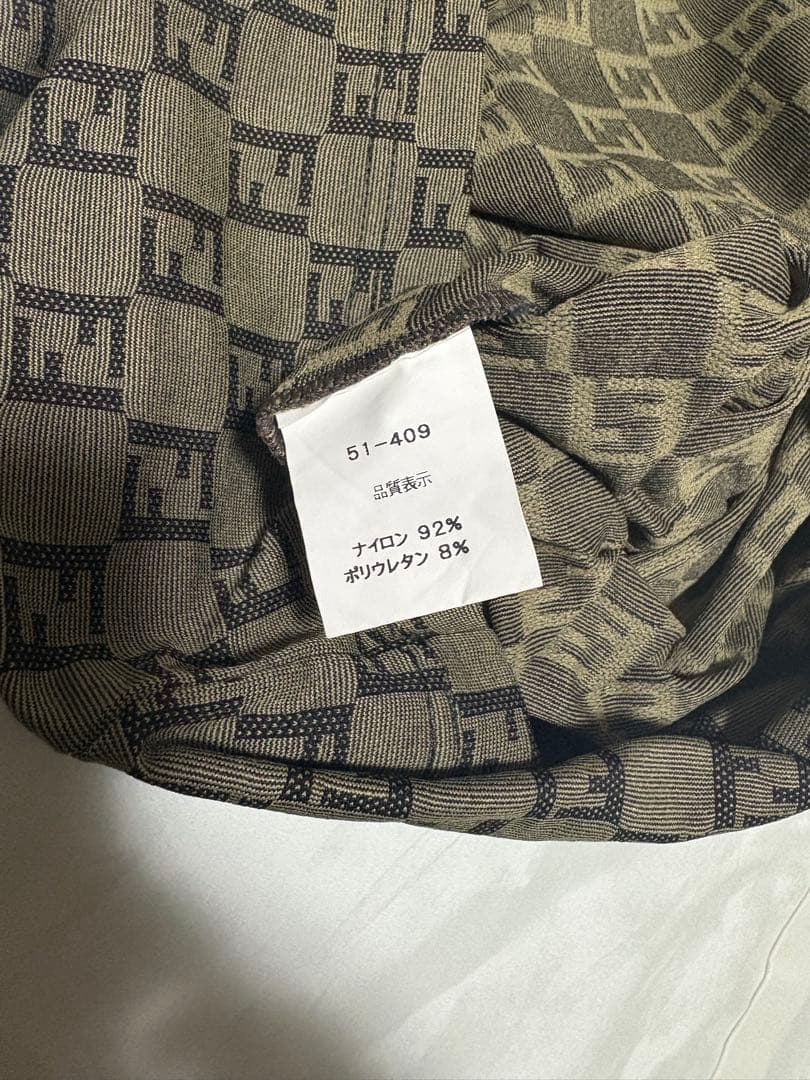 51-409
品質表示
ナイロン 92%
ポリウレタン 8%